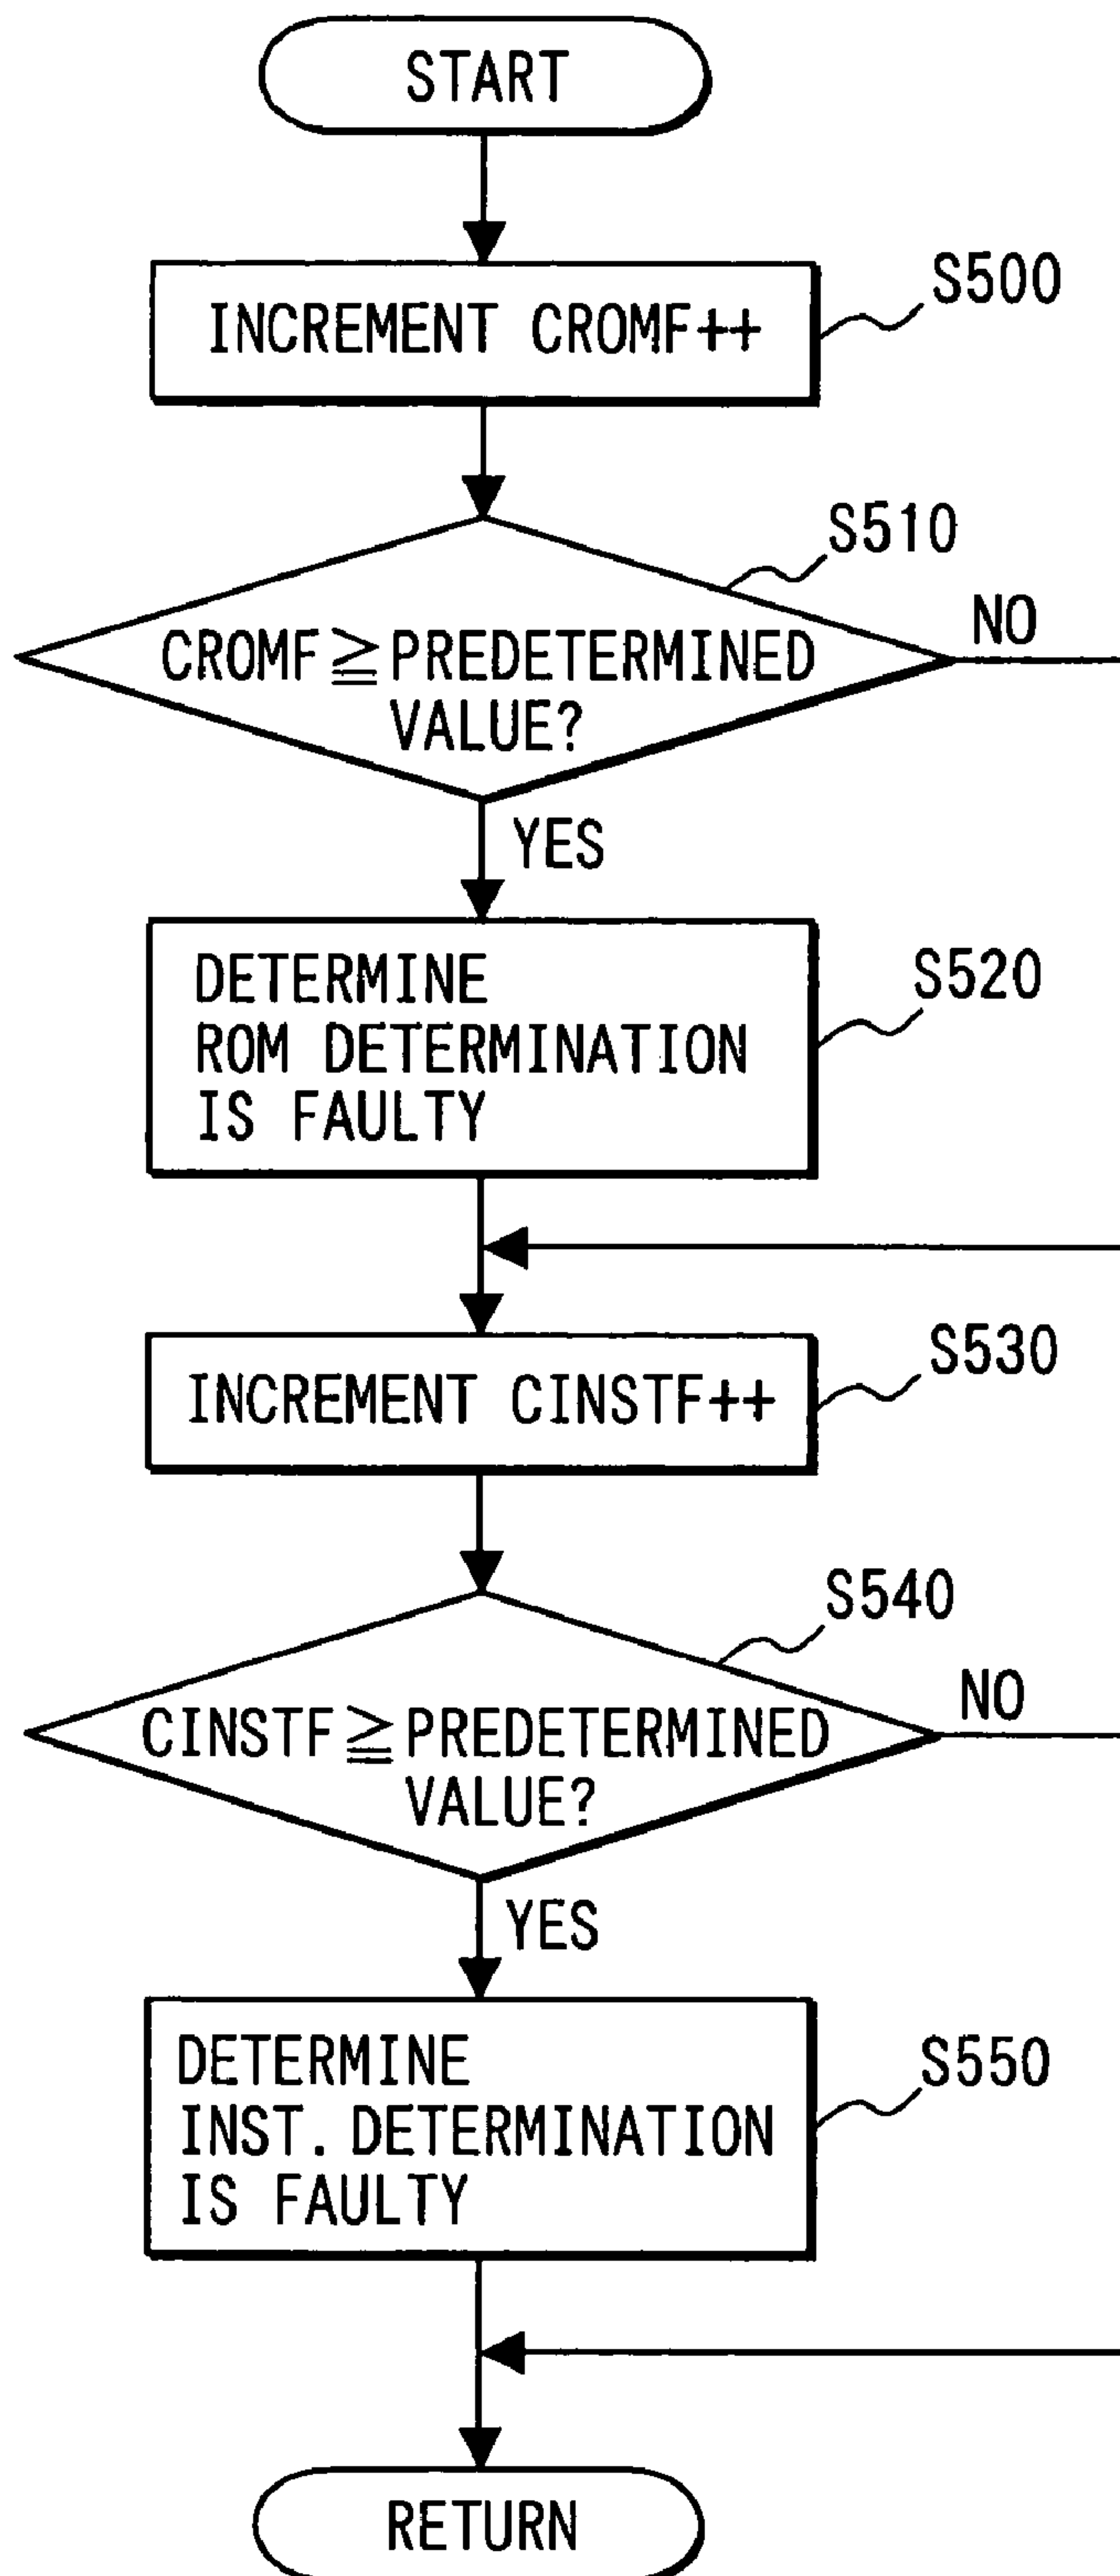 START
INCREMENT CROMF++
S500
S510
CROMF≧PREDETERMINED
VALUE?
NO
YES
DETERMINE
ROM DETERMINATION
IS FAULTY
S520
INCREMENT CINSTF++
S530
S540
CINSTF≧PREDETERMINED
VALUE?
NO
YES
DETERMINE
INST. DETERMINATION
IS FAULTY
S550
RETURN